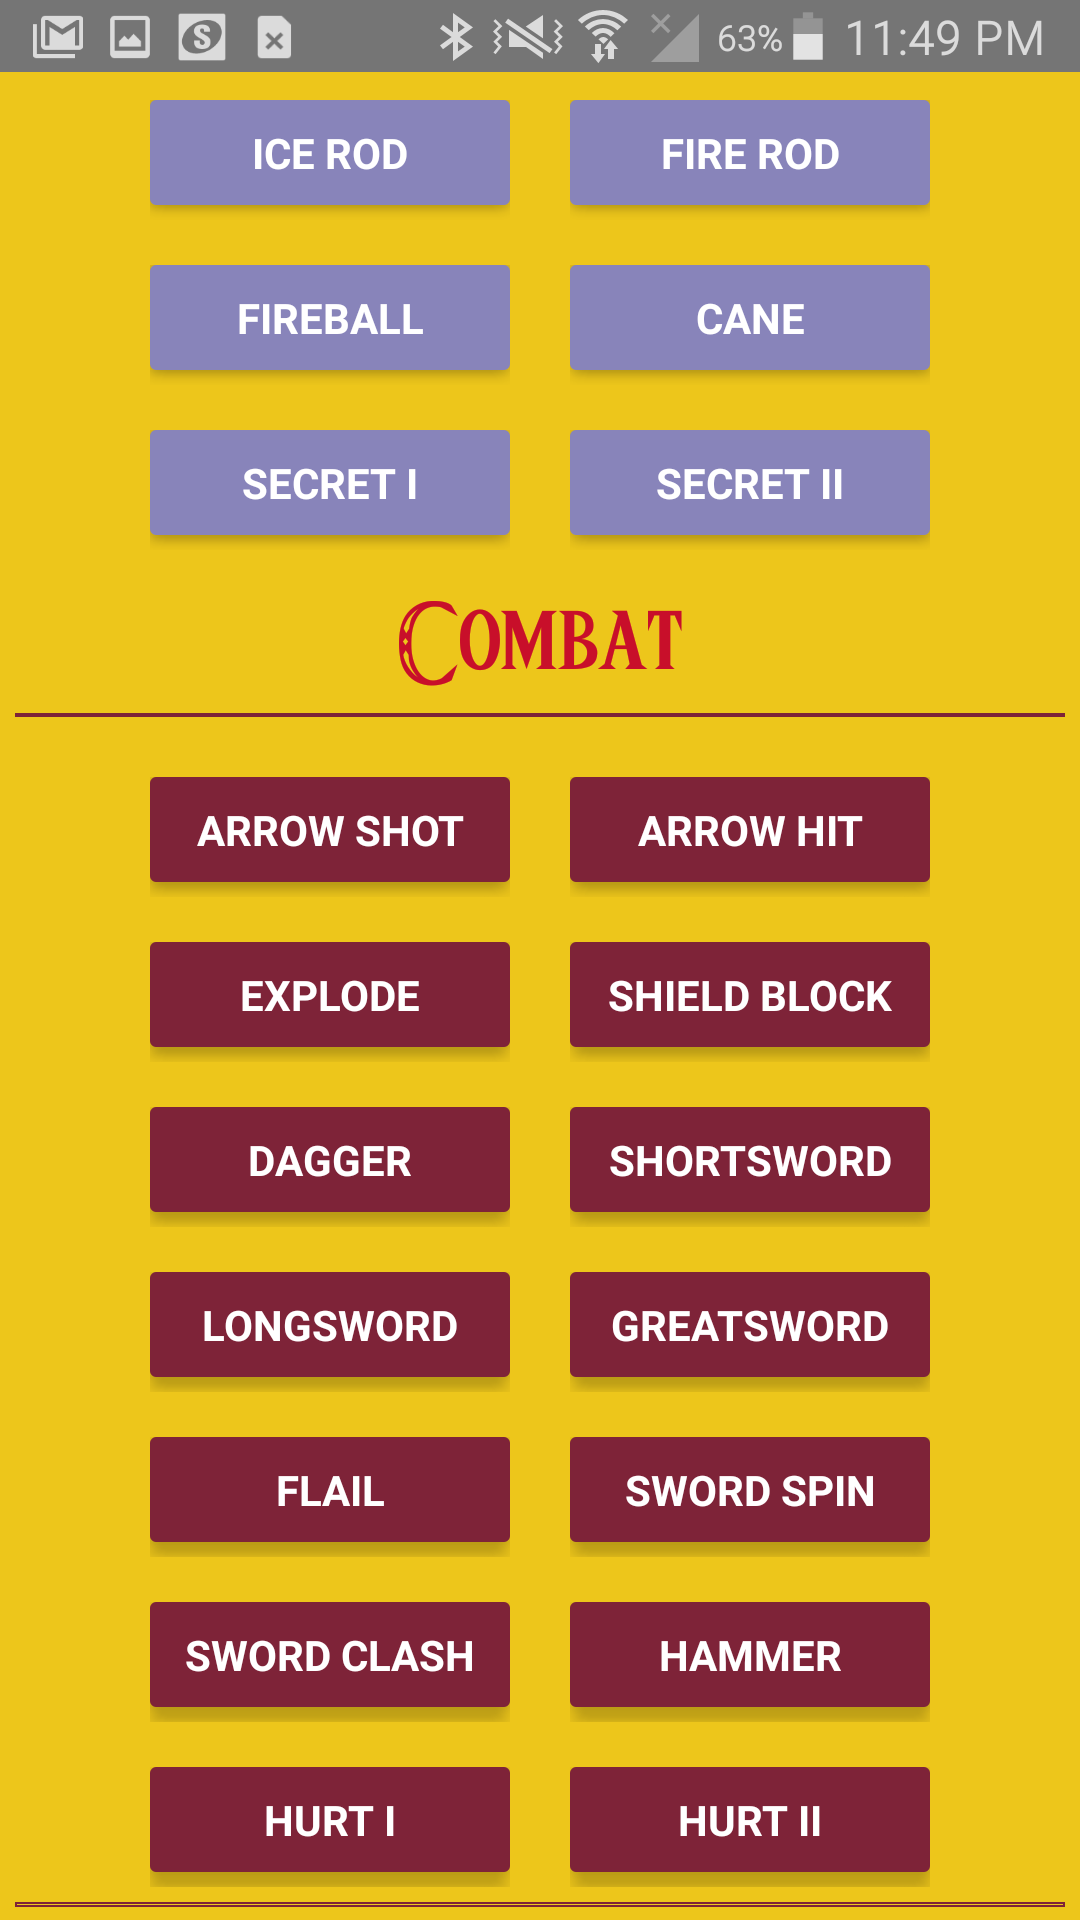 63% 11:49 PM
ICE ROD FIRE ROD
FIREBALL CANE
SECRET I SECRET II
COMBAT
ARROW SHOT ARROW HIT
EXPLODE SHIELD BLOCK
DAGGER SHORTSWORD
LONGSWORD GREATSWORD
FLAIL SWORD SPIN
SWORD CLASH HAMMER
HURT I HURT II